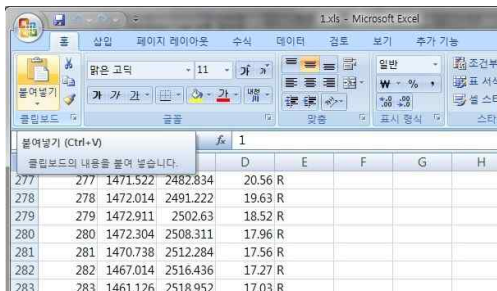 1.xls - Microsoft Excel
홈 삽입 페이지 레이아웃 수식 데이터 검토 보기 추가 기능
붙여넣기
맑은 고딕 11
가 가 가 가
일반
W % ,
조건부
표 서식
셀 스타
클립보드 글꼴 맞춤 표시 형식 스타
붙여넣기 (Ctrl+V)
클립보드의 내용을 붙여 넣습니다.
fx 1
D E F G H
277 277 1471.522 2482.834 20.56 R
278 278 1472.014 2491.222 19.63 R
279 279 1472.911 2502.63 18.52 R
280 280 1472.304 2508.311 17.96 R
281 281 1470.738 2512.284 17.56 R
282 282 1467.014 2516.436 17.27 R
283 283 1461.126 2518.952 17.03 R